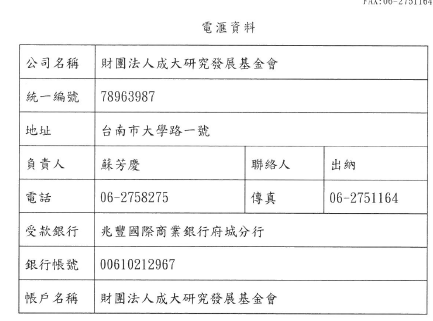 FAX:06-2751164
電滙資料
公司名稱 財團法人成大研究發展基金會
統一編號 78963987
地址 台南市大學路一號
負責人 蘇芳慶 聯絡人 出納
電話 06-2758275 傳真 06-2751164
受款銀行 兆豐國際商業銀行府城分行
銀行帳號 00610212967
帳戶名稱 財團法人成大研究發展基金會